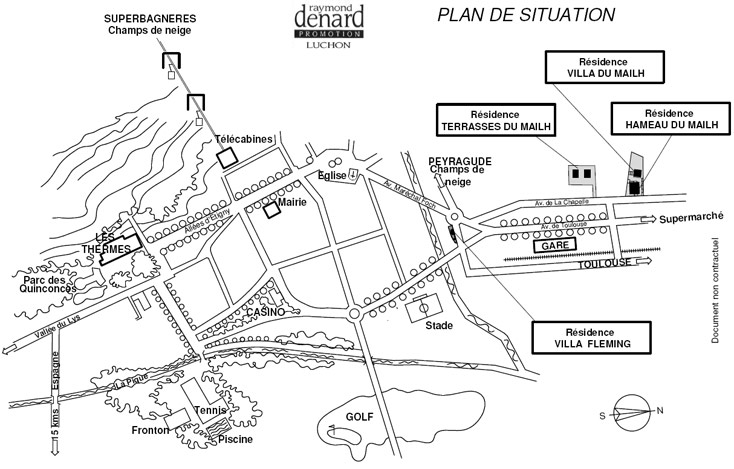 raymond
denard
PROMOTION
LUCHON
PLAN DE SITUATION
SUPERBAGNERES
Champs de neige
Résidence
VILLA DU MAILH
Résidence
TERRASSES DU MAILH
Résidence
HAMEAU DU MAILH
Télécabines
Eglise
PEYRAGUDE
Champs de
neige
Av. Maréchal Foch
Mairie
Allées d'Etigny
Av. de La Chapelle
Supermarché
Av. de Toulouse
GARE
TOULOUSE
LES
THERMES
Parc des
Quinconces
Vallée du Lys
CASINO
Stade
Résidence
VILLA FLEMING
Document non contractuel
15 kms Espagne
La Pique
Tennis
Fronton
Piscine
GOLF
S
N